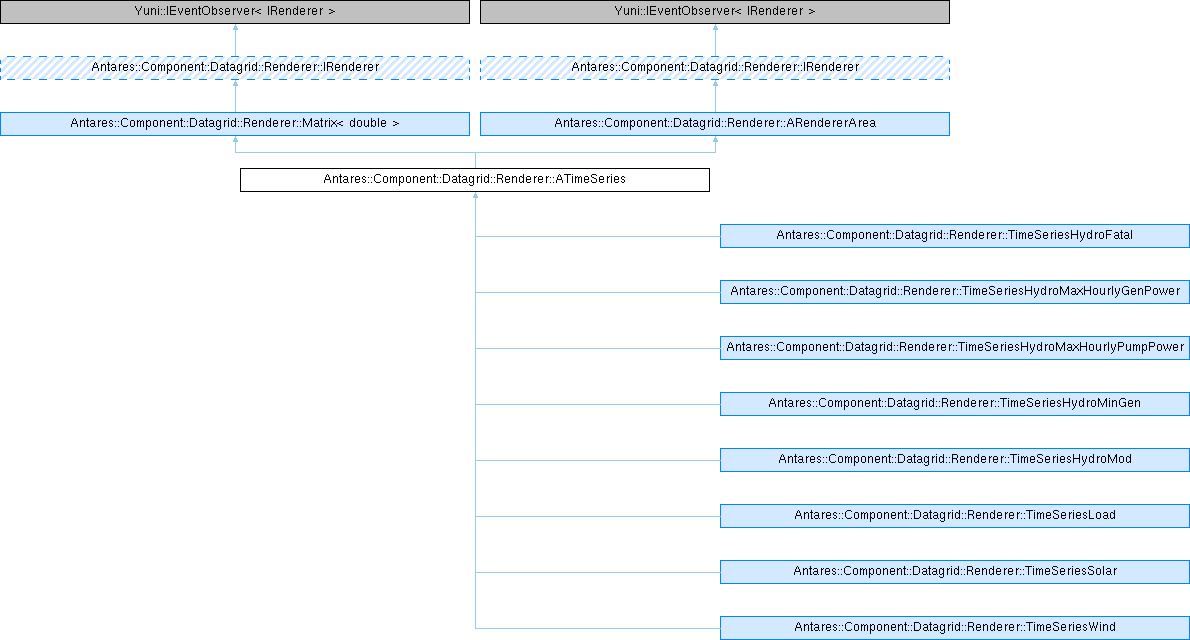 Yuni::IEventObserver< IRenderer >
Yuni::IEventObserver< IRenderer >
Antares::Component::Datagrid::Renderer::IRenderer
Antares::Component::Datagrid::Renderer::IRenderer
Antares::Component::Datagrid::Renderer::Matrix< double >
Antares::Component::Datagrid::Renderer::ARendererArea
Antares::Component::Datagrid::Renderer::ATimeSeries
Antares::Component::Datagrid::Renderer::TimeSeriesHydroFatal
Antares::Component::Datagrid::Renderer::TimeSeriesHydroMaxHourlyGenPower
Antares::Component::Datagrid::Renderer::TimeSeriesHydroMaxHourlyPumpPower
Antares::Component::Datagrid::Renderer::TimeSeriesHydroMinGen
Antares::Component::Datagrid::Renderer::TimeSeriesHydroMod
Antares::Component::Datagrid::Renderer::TimeSeriesLoad
Antares::Component::Datagrid::Renderer::TimeSeriesSolar
Antares::Component::Datagrid::Renderer::TimeSeriesWind